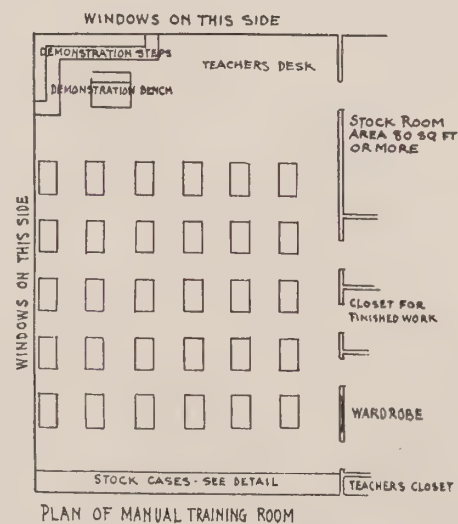 WINDOWS ON THIS SIDE
DEMONSTRATION STEPS
TEACHERS DESK
DEMONSTRATION BENCH
STOCK ROOM
AREA 80 SQ FT
OR MORE
WINDOWS ON THIS SIDE
CLOSET FOR
FINISHED WORK
WARDROBE
STOCK CASES - SEE DETAIL
TEACHERS CLOSET
PLAN OF MANUAL TRAINING ROOM